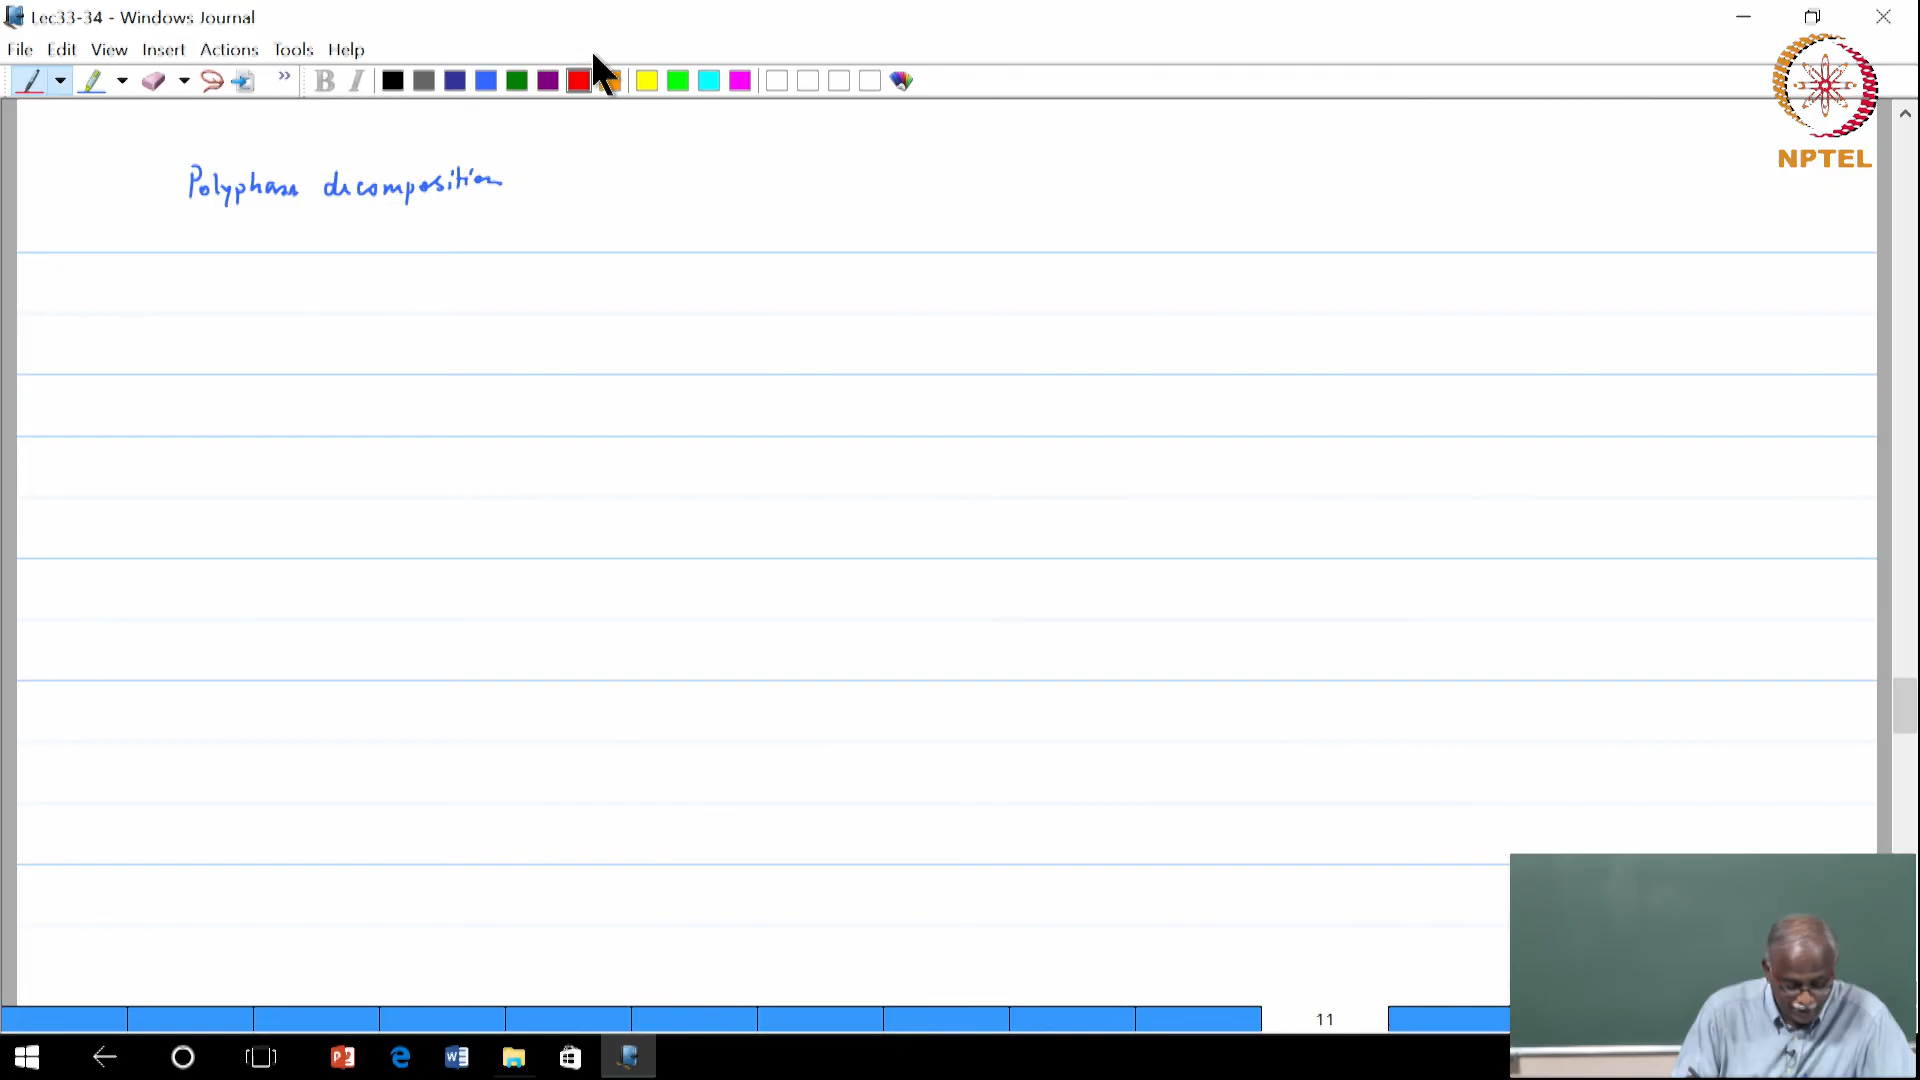 Lec33-34 - Windows Journal
File Edit View Insert Actions Tools Help
B I
NPTEL
Polyphase decomposition
11